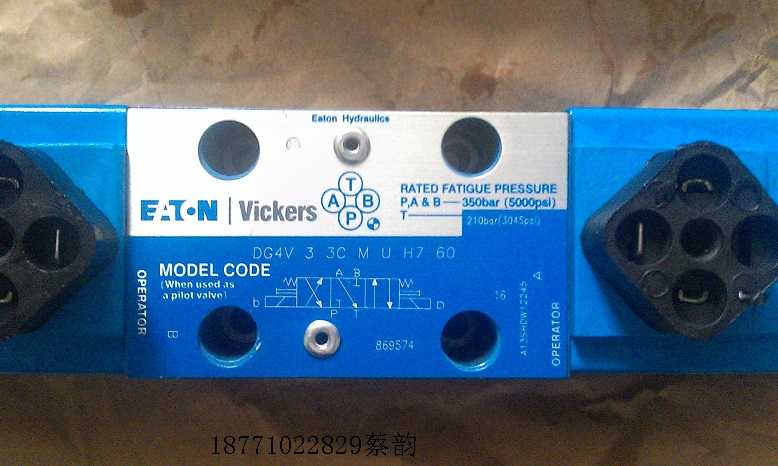 Eaton Hydraulics
EATON | Vickers
T
A B
P
RATED FATIGUE PRESSURE
P,A & B — 350bar (5000psi)
T — 210bar(3045psi)
DG4V 3 3C M U H7 60
MODEL CODE
(When used as
a pilot valve)
A B
b
P T
OPERATOR
B
869574
16
A135HDW12245
A
OPERATOR
18771022829蔡韵